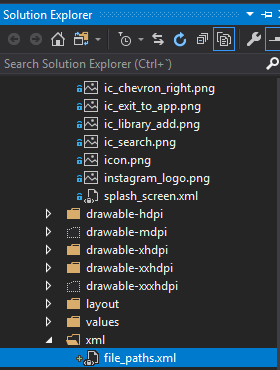 Solution Explorer
Search Solution Explorer (Ctrl+`)
ic_chevron_right.png
ic_exit_to_app.png
ic_library_add.png
ic_search.png
icon.png
instagram_logo.png
splash_screen.xml
drawable-hdpi
drawable-mdpi
drawable-xhdpi
drawable-xxhdpi
drawable-xxxhdpi
layout
values
xml
file_paths.xml